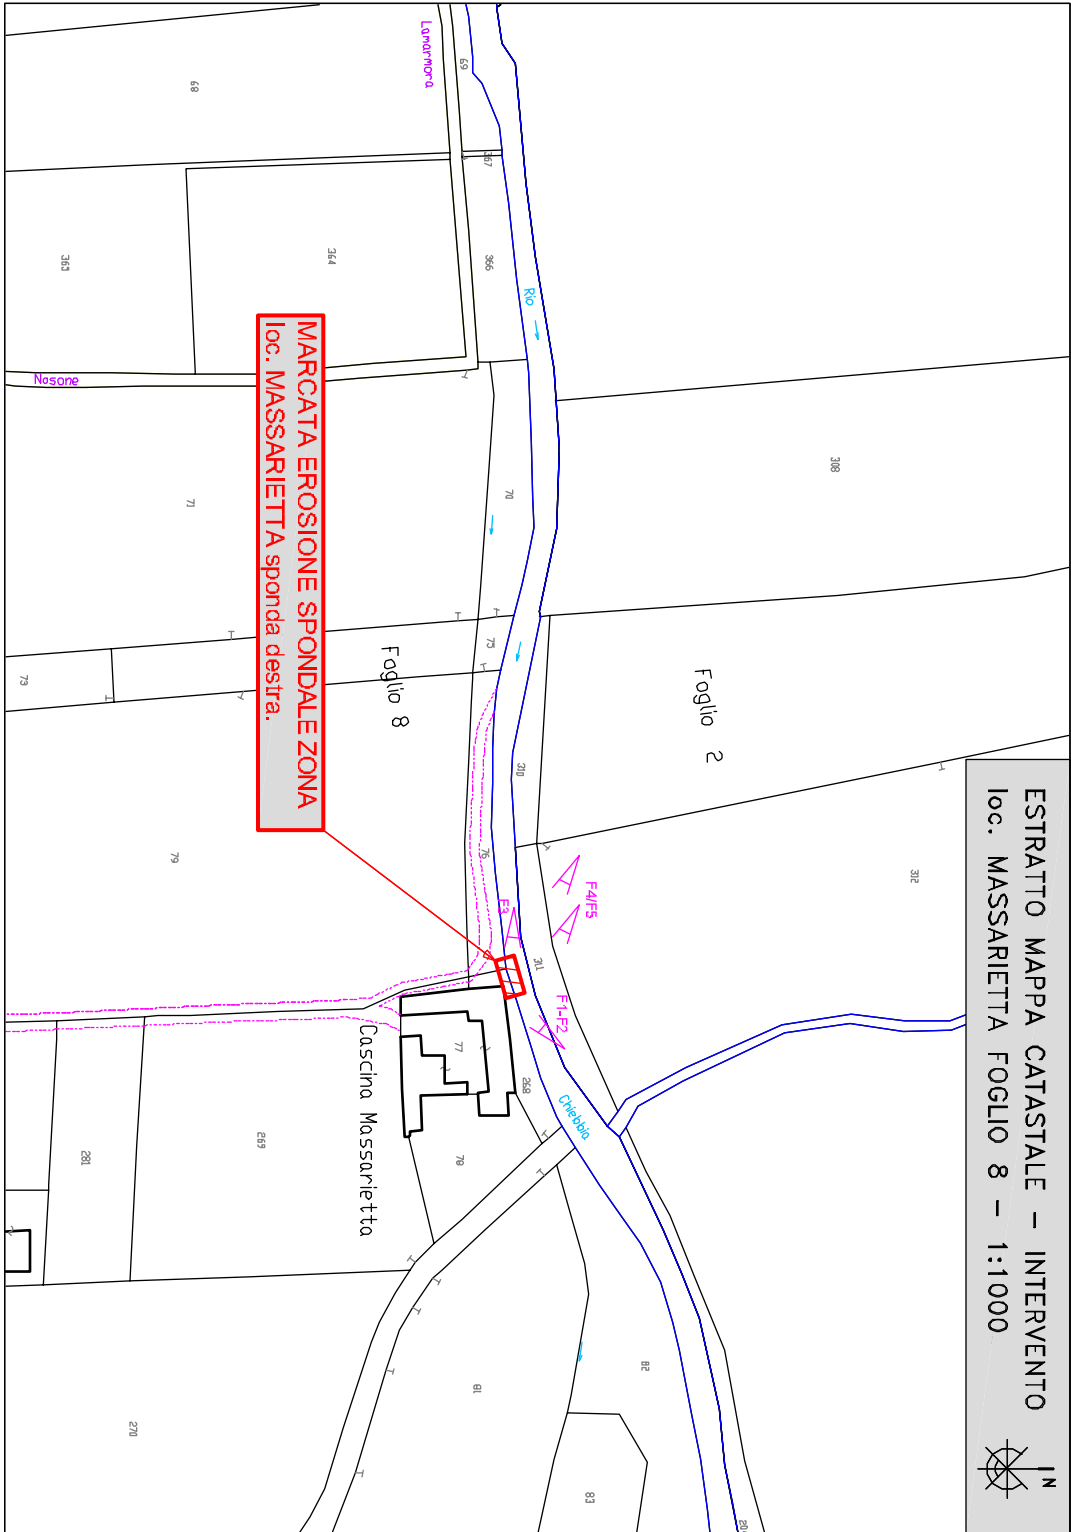 ESTRATTO MAPPA CATASTALE - INTERVENTO
loc. MASSARIETTA FOGLIO 8 - 1:1000
N
MARCATA EROSIONE SPONDALE ZONA
loc. MASSARIETTA sponda destra.
Foglio 2
Foglio 8
Cascina Massarietta
Lamarmora
Nosone
Rio
Chiebbia
F4/F5
F3
F1-F2
308
312
310
311
69
68
367
366
364
363
70
71
75
73
76
79
77
268
78
269
281
270
81
82
83